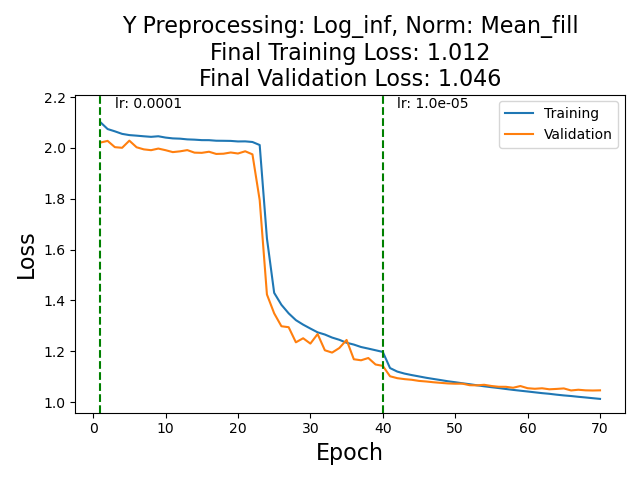 Y Preprocessing: Log_inf, Norm: Mean_fill
Final Training Loss: 1.012
Final Validation Loss: 1.046
lr: 0.0001
lr: 1.0e-05
Training
Validation
2.2
2.0
1.8
1.6
1.4
1.2
1.0
Loss
0 10 20 30 40 50 60 70
Epoch